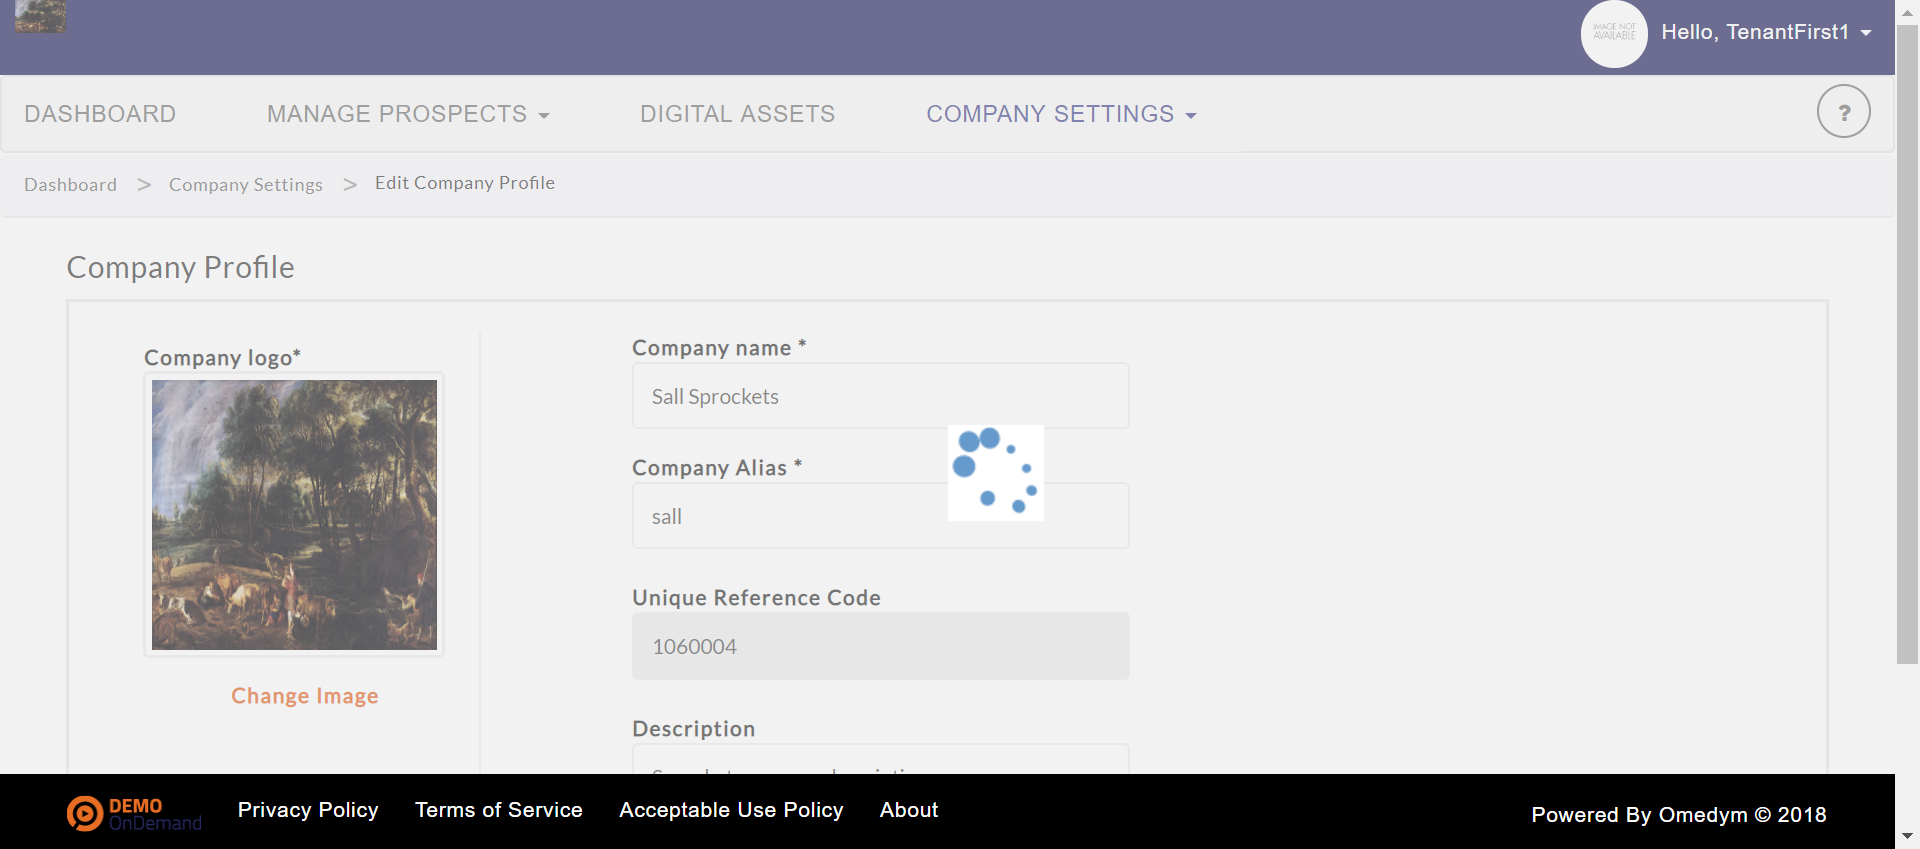 IMAGE NOT
AVAILABLE
Hello, TenantFirst1
DASHBOARD MANAGE PROSPECTS DIGITAL ASSETS COMPANY SETTINGS ?
Dashboard > Company Settings > Edit Company Profile
Company Profile
Company logo*
Change Image
Company name *
Sall Sprockets
Company Alias *
sall
Unique Reference Code
1060004
Description
DEMO
OnDemand
Privacy Policy Terms of Service Acceptable Use Policy About
Powered By Omedym © 2018